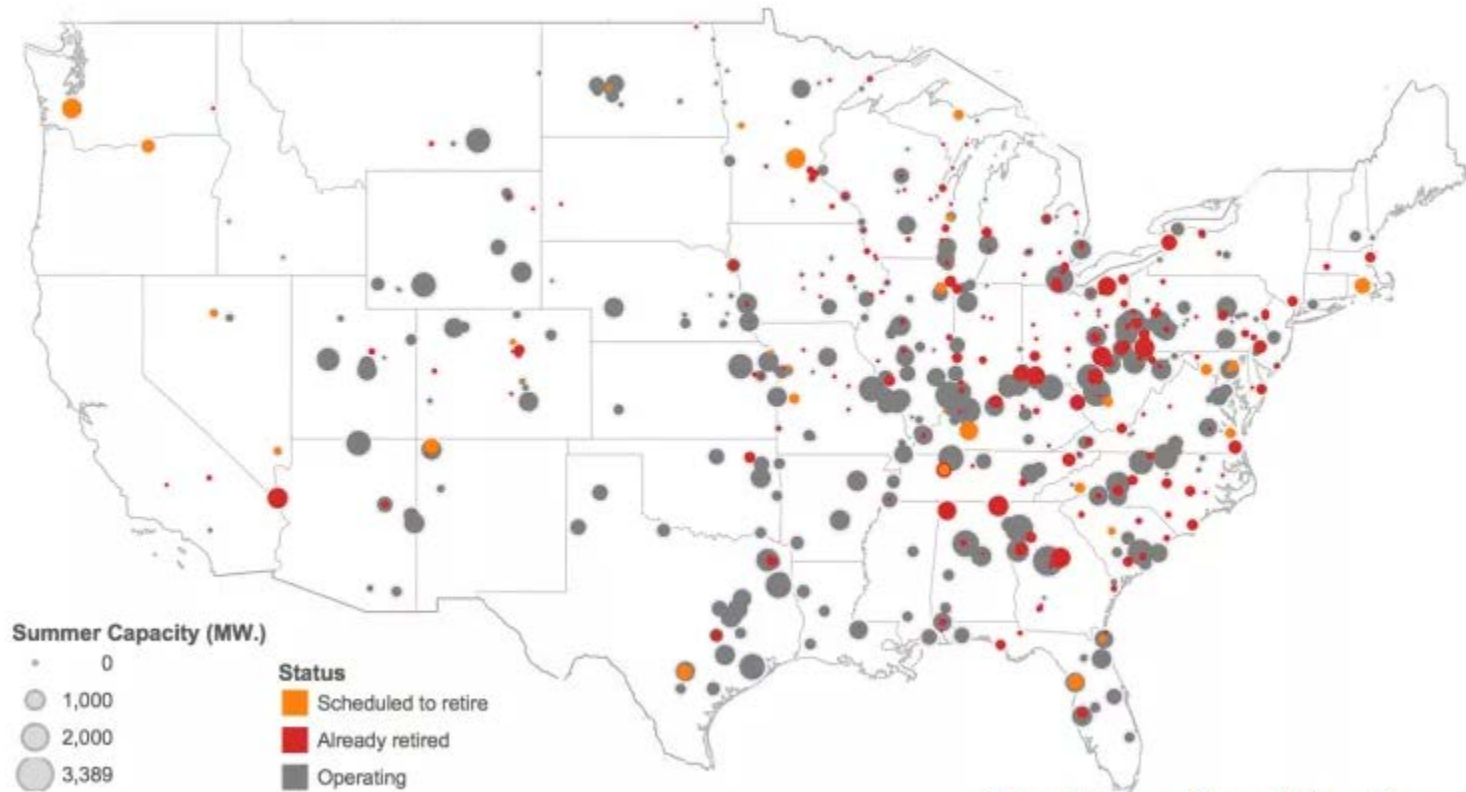 Summer Capacity (MW.)
0
1,000
2,000
3,389
Status
Scheduled to retire
Already retired
Operating